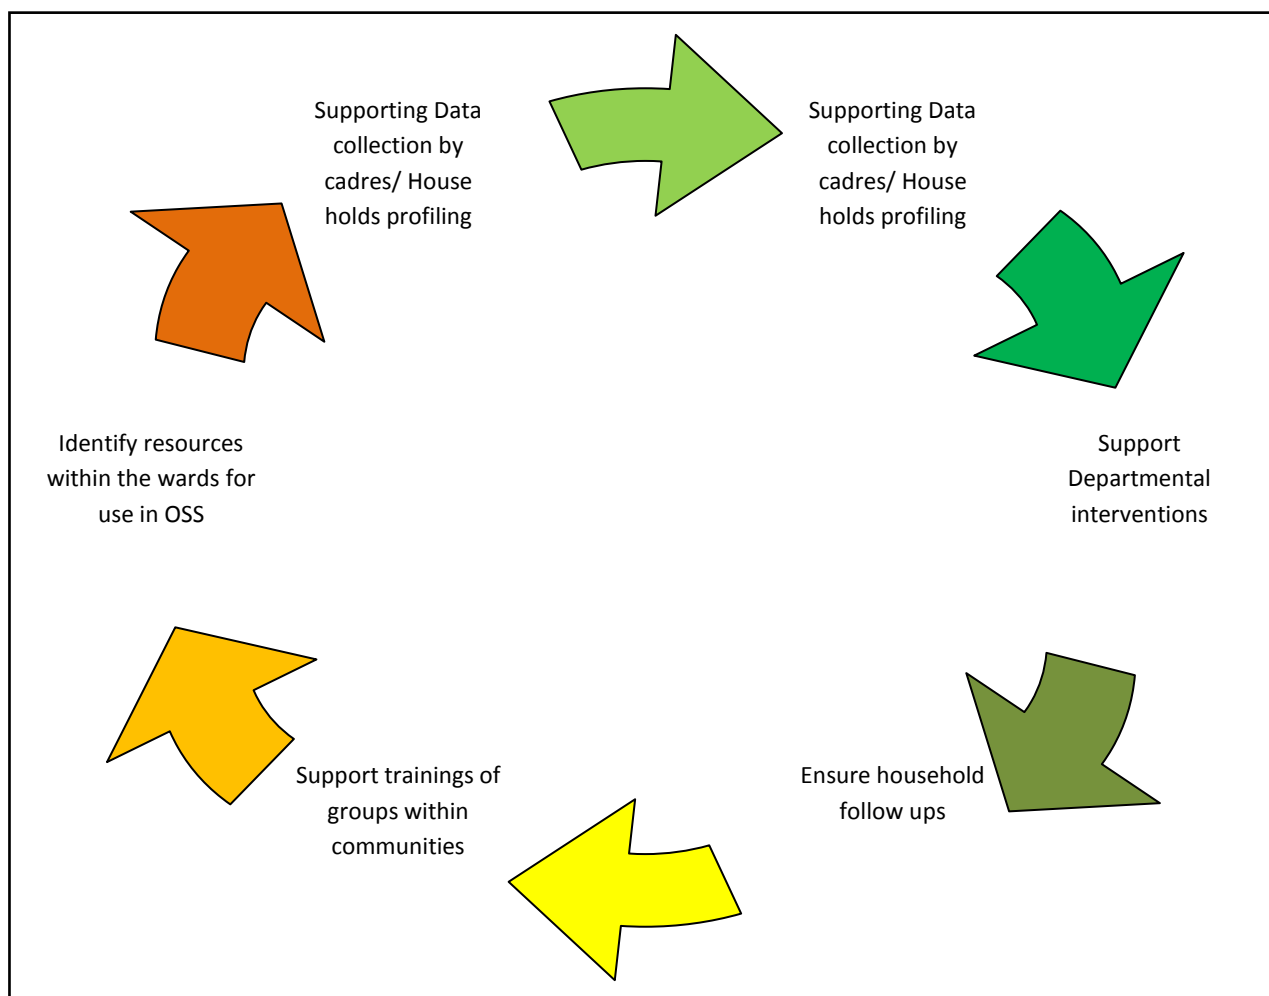 Supporting Data
collection by
cadres/ House
holds profiling
Supporting Data
collection by
cadres/ House
holds profiling
Support
Departmental
interventions
Ensure household
follow ups
Support trainings of
groups within
communities
Identify resources
within the wards for
use in OSS